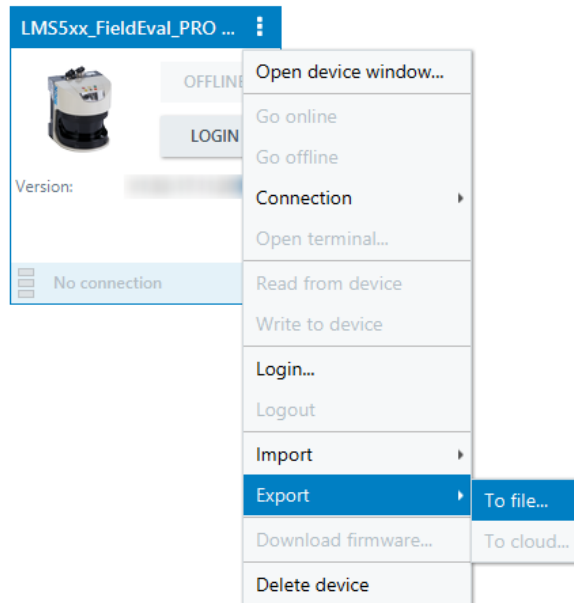 LMS5xx_FieldEval_PRO ...
OFFLINE
LOGIN
Version:
No connection
Open device window...
Go online
Go offline
Connection
Open terminal...
Read from device
Write to device
Login...
Logout
Import
Export
To file...
Download firmware...
To cloud...
Delete device